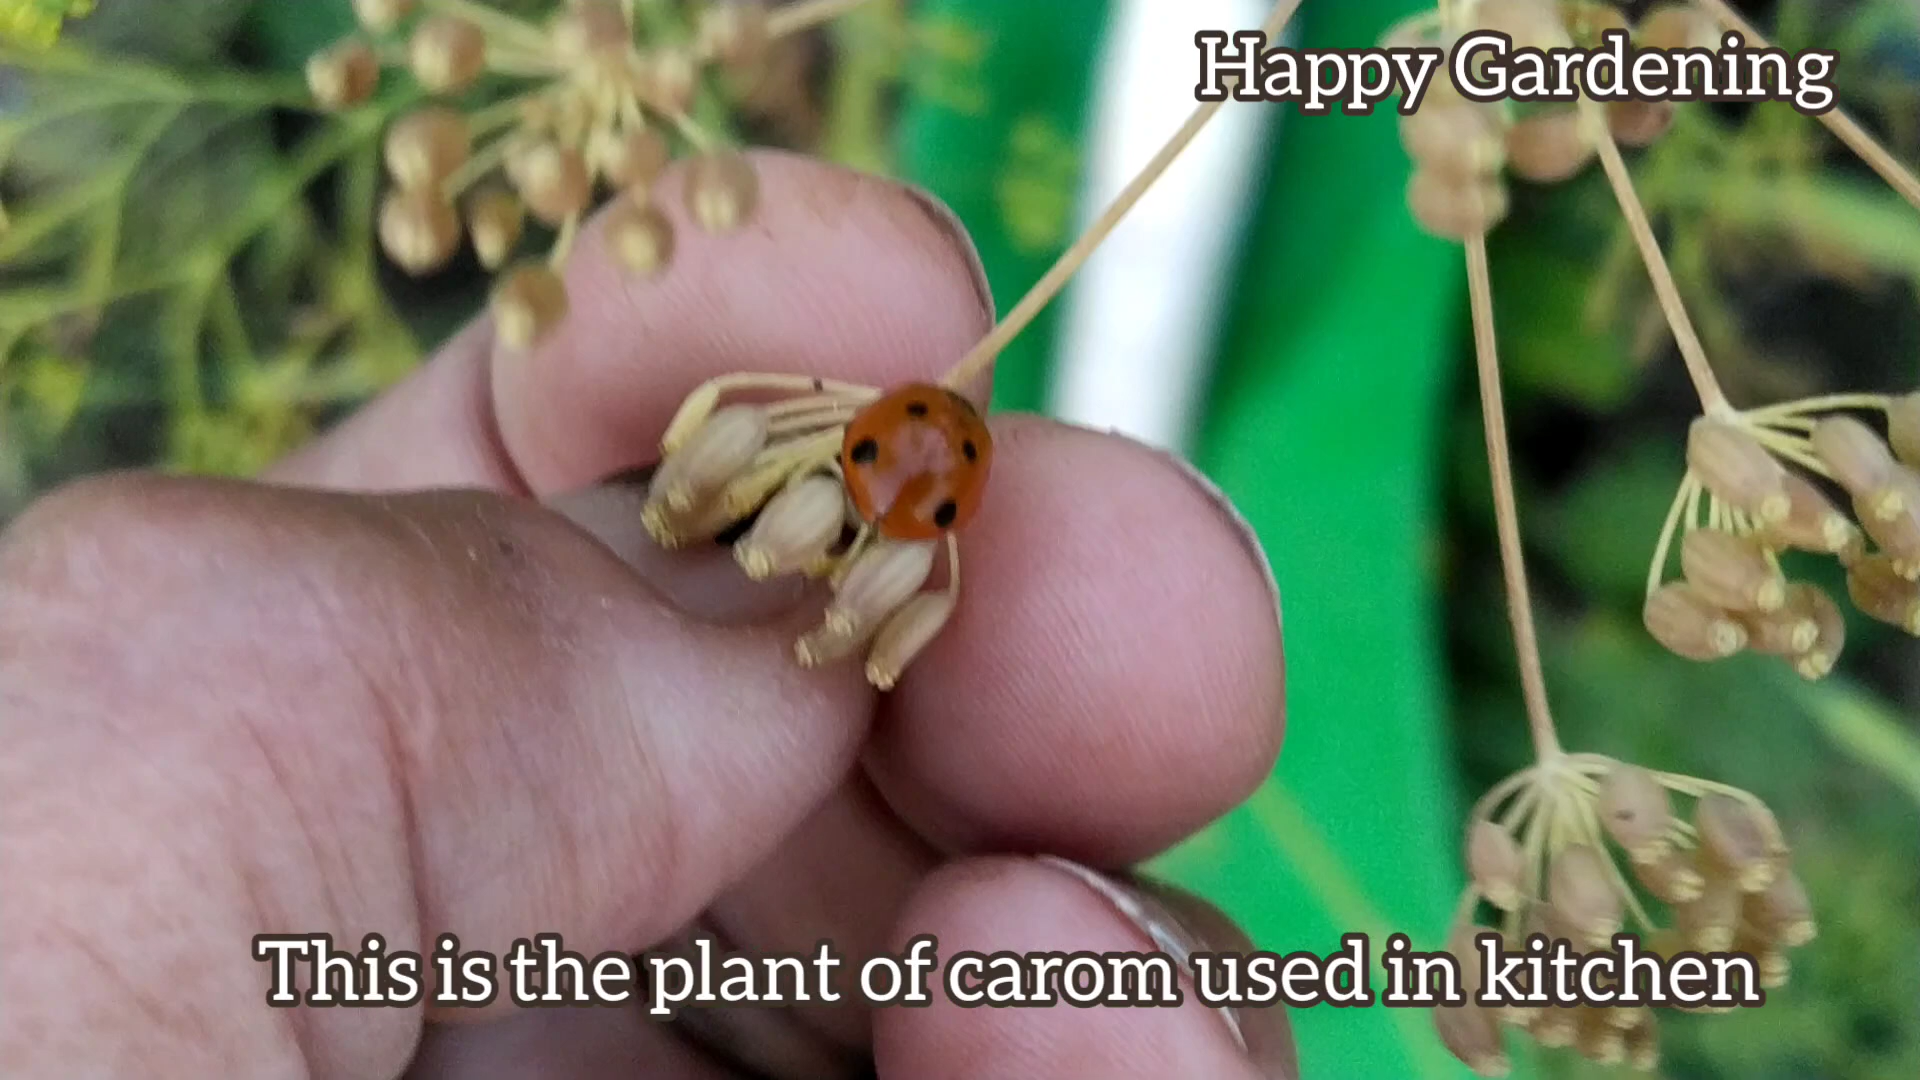 Happy Gardening
This is the plant of carom used in kitchen